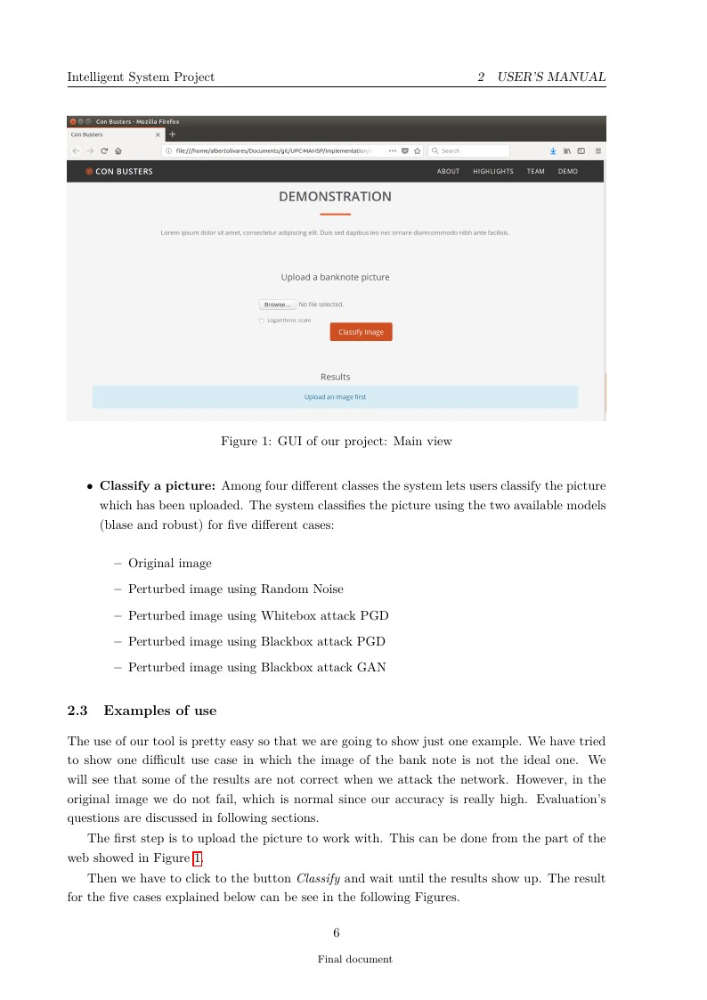 Intelligent System Project 2 USER'S MANUAL
Con Busters - Mozilla Firefox
Con Busters × +
file:///home/albertolivares/Documents/git/UPC-MAHSP/implementation/ ••• Search
CON BUSTERS ABOUT HIGHLIGHTS TEAM DEMO
DEMONSTRATION
Lorem ipsum dolor sit amet, consectetur adipiscing elit. Duis sed dapibus leo nec ornare diamcommodo nibh ante facilisis.
Upload a banknote picture
Browse... No file selected.
Logarithmic scale
Classify Image
Results
Upload an image first
Figure 1: GUI of our project: Main view
• Classify a picture: Among four different classes the system lets users classify the picture
which has been uploaded. The system classifies the picture using the two available models
(blase and robust) for five different cases:
– Original image
– Perturbed image using Random Noise
– Perturbed image using Whitebox attack PGD
– Perturbed image using Blackbox attack PGD
– Perturbed image using Blackbox attack GAN
2.3 Examples of use
The use of our tool is pretty easy so that we are going to show just one example. We have tried
to show one difficult use case in which the image of the bank note is not the ideal one. We
will see that some of the results are not correct when we attack the network. However, in the
original image we do not fail, which is normal since our accuracy is really high. Evaluation's
questions are discussed in following sections.
The first step is to upload the picture to work with. This can be done from the part of the
web showed in Figure 1.
Then we have to click to the button Classify and wait until the results show up. The result
for the five cases explained below can be see in the following Figures.
6
Final document